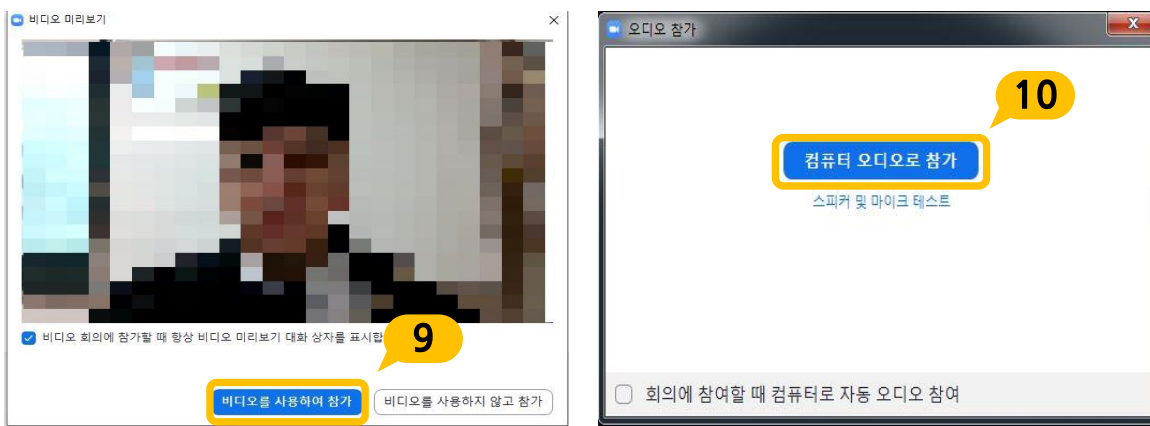 비디오 미리보기
비디오 회의에 참가할 때 항상 비디오 미리보기 대화 상자를 표시합
9
비디오를 사용하여 참가
비디오를 사용하지 않고 참가
오디오 참가
10
컴퓨터 오디오로 참가
스피커 및 마이크 테스트
회의에 참여할 때 컴퓨터로 자동 오디오 참여